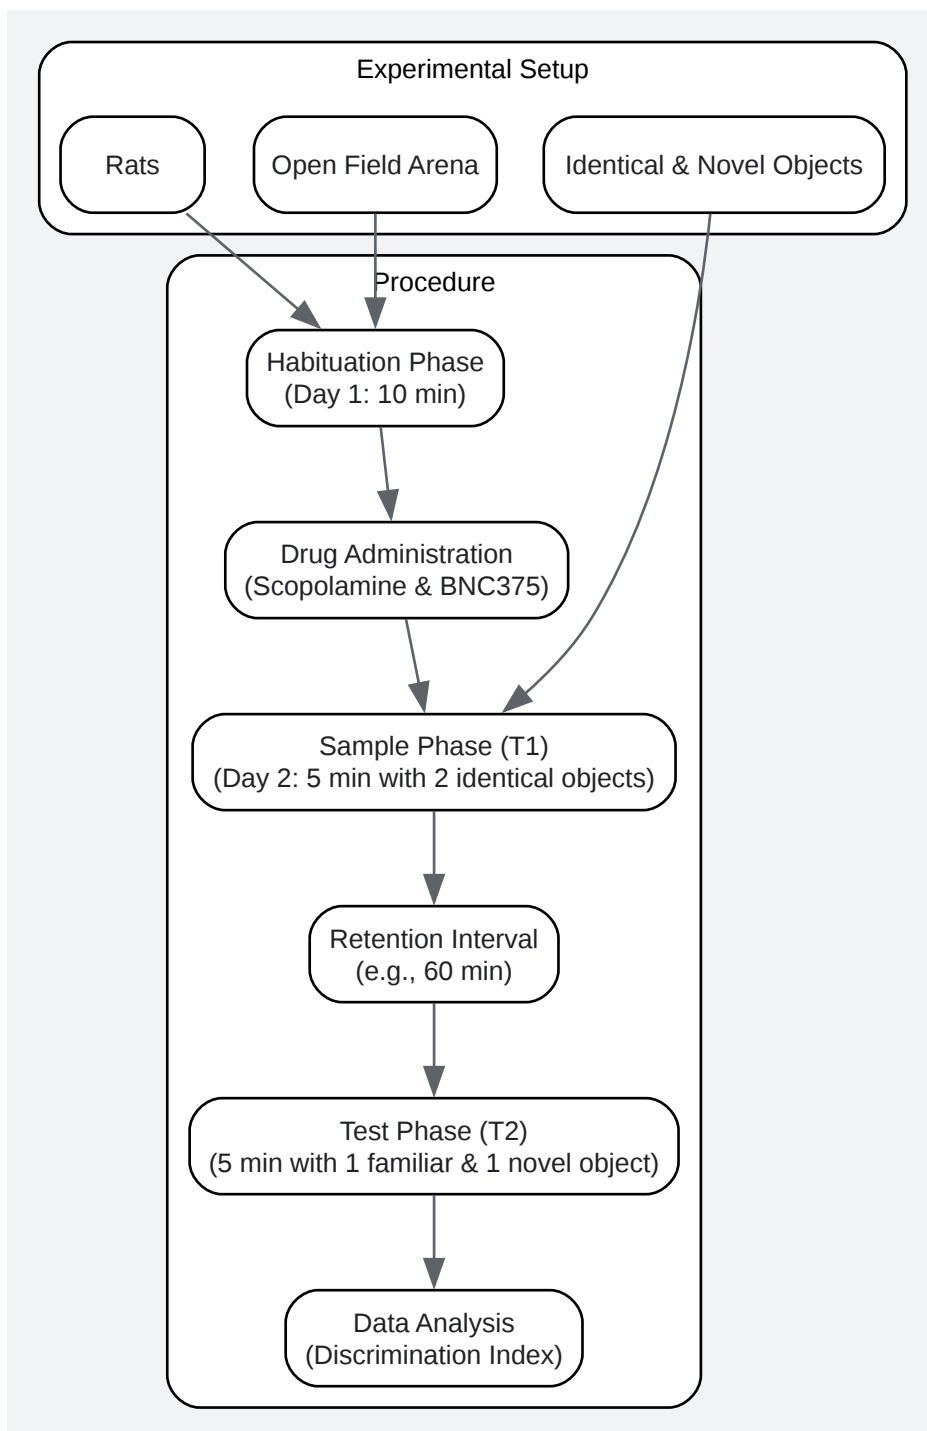 Experimental Setup
Rats
Open Field Arena
Identical & Novel Objects
Procedure
Habituation Phase
(Day 1: 10 min)
Drug Administration
(Scopolamine & BNC375)
Sample Phase (T1)
(Day 2: 5 min with 2 identical objects)
Retention Interval
(e.g., 60 min)
Test Phase (T2)
(5 min with 1 familiar & 1 novel object)
Data Analysis
(Discrimination Index)